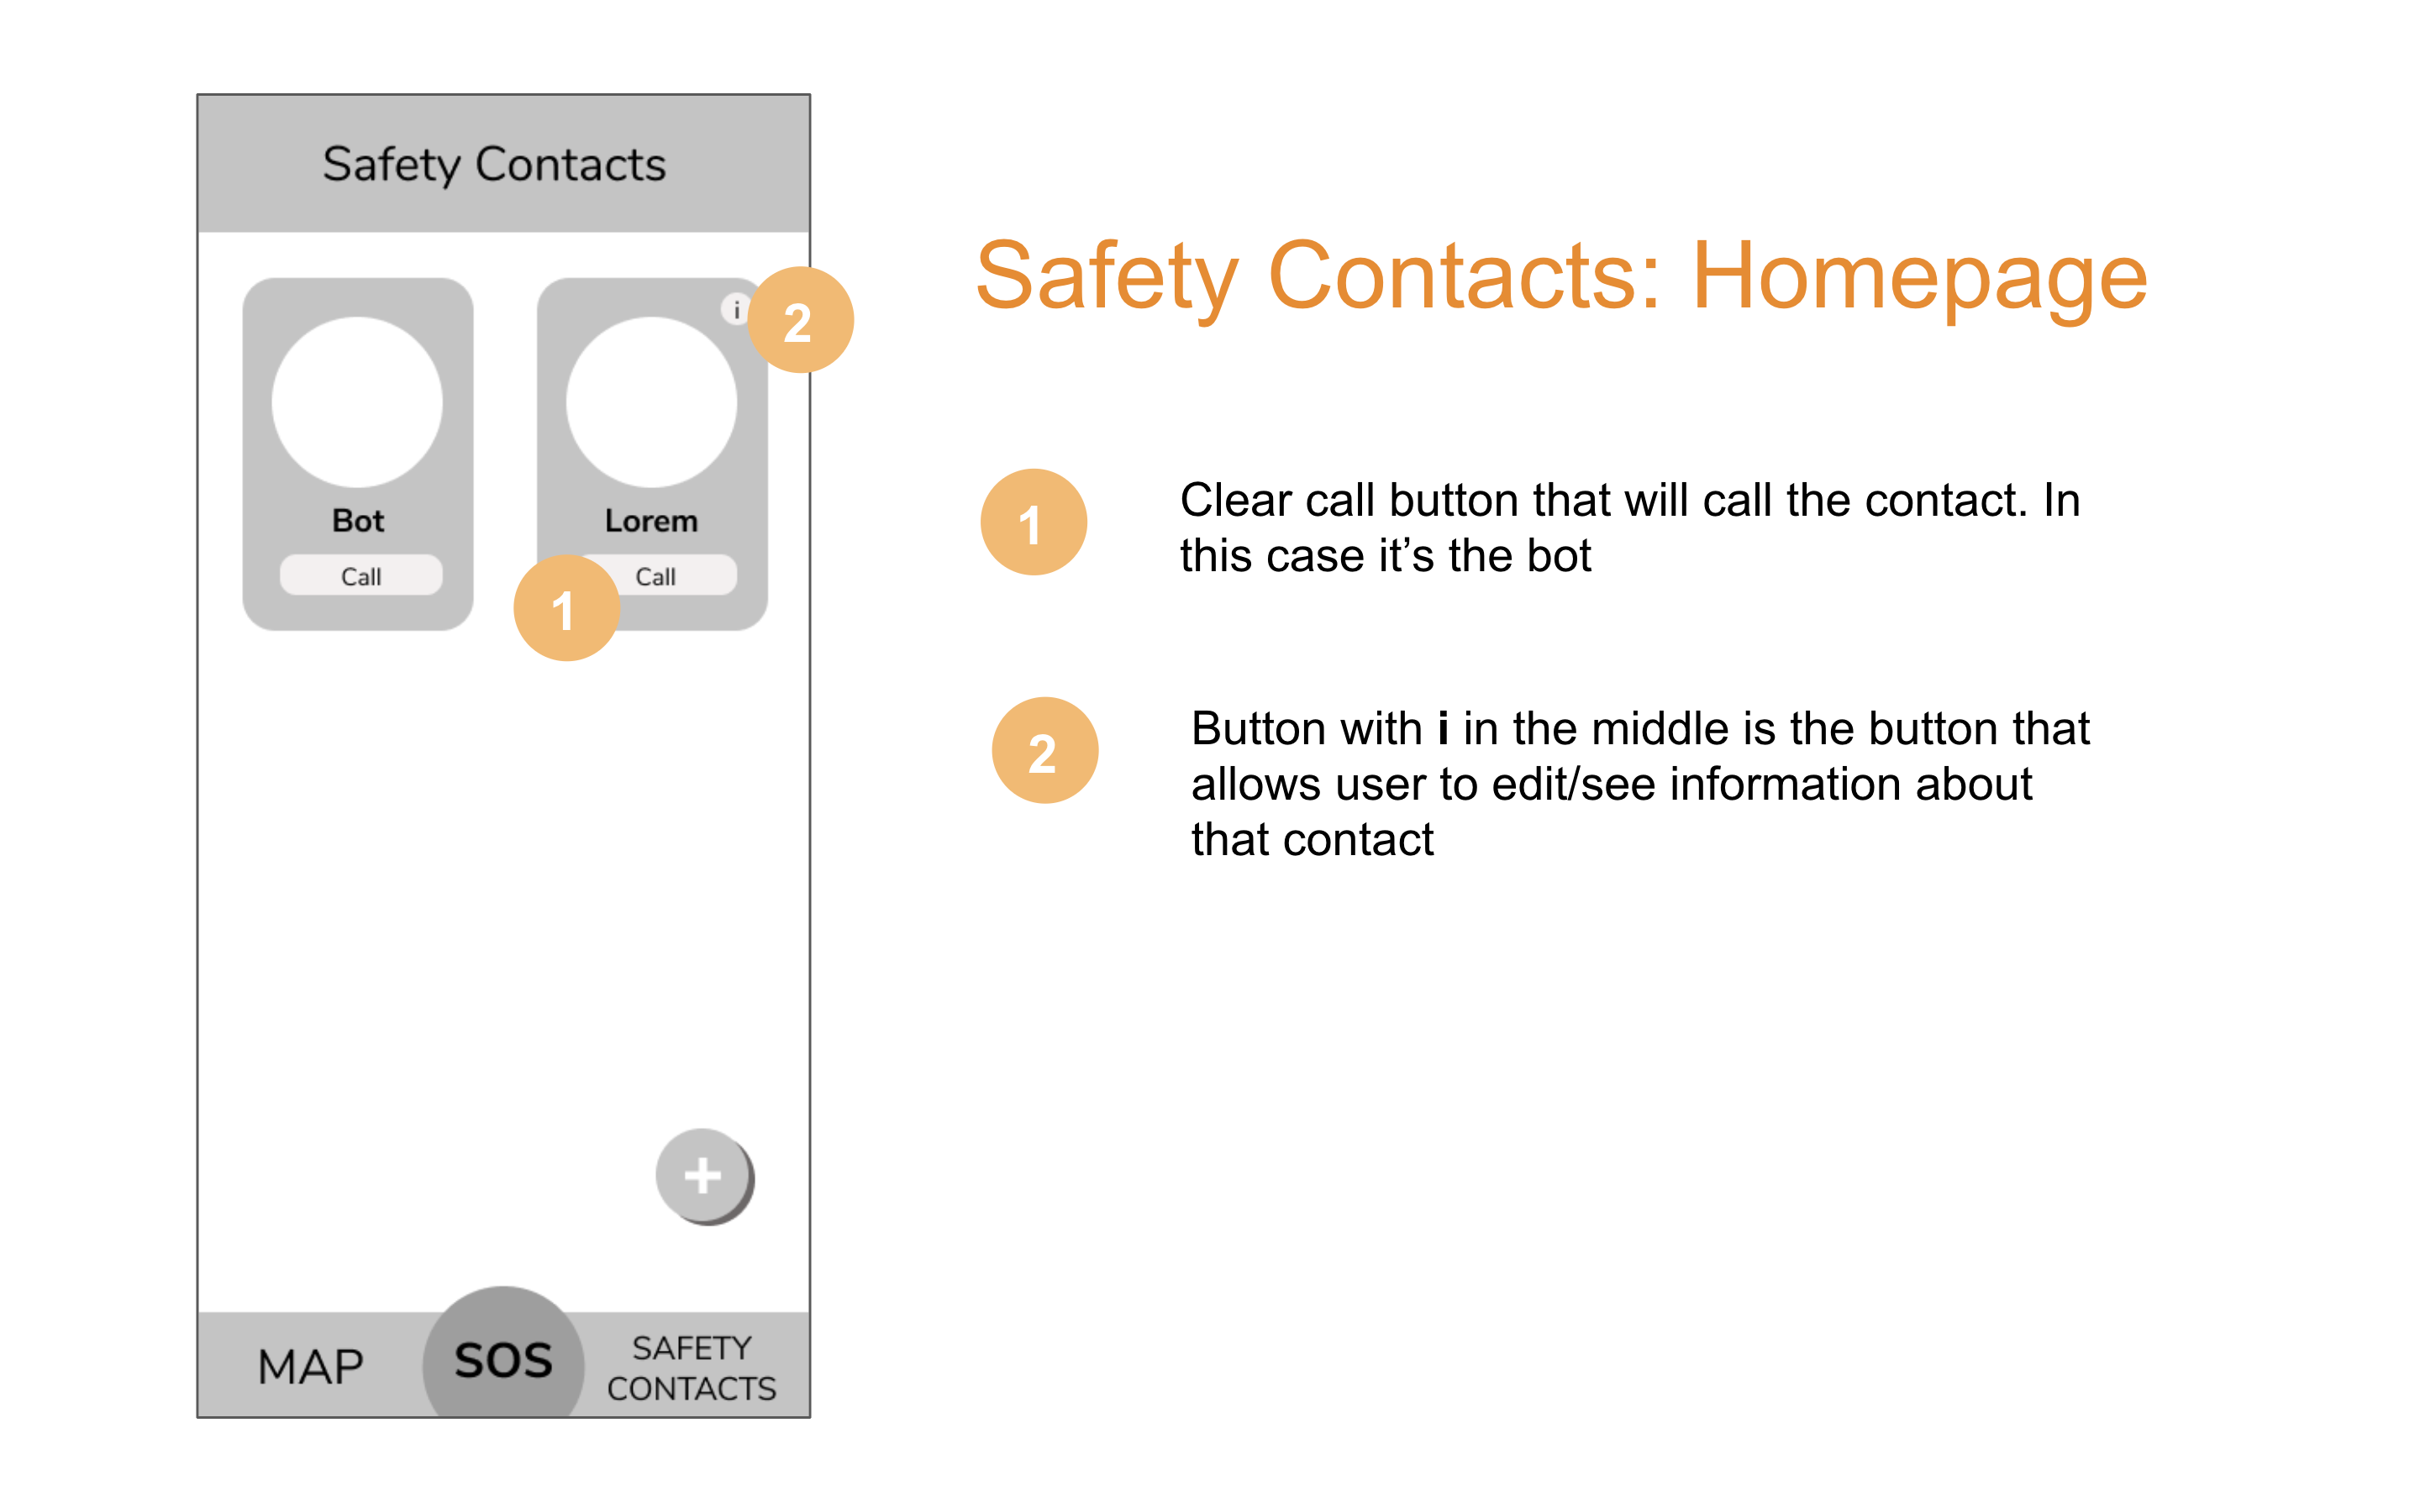 Safety Contacts
i
2
Bot
Lorem
Call
Call
1
+
MAP
SOS
SAFETY
CONTACTS
Safety Contacts: Homepage
1
Clear call button that will call the contact. In
this case it’s the bot
2
Button with i in the middle is the button that
allows user to edit/see information about
that contact